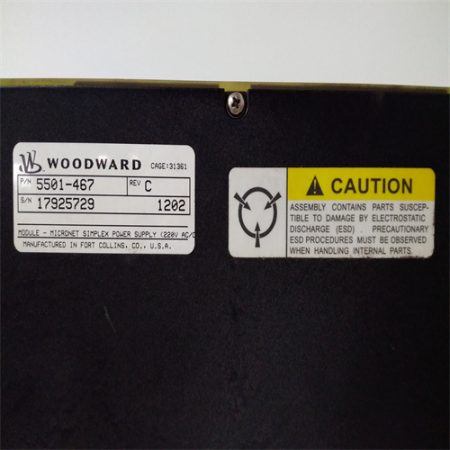 WOODWARD CAGE:31361
P/N 5501-467 REV C
S/N 17925729 1202
MODULE - MICRONET SIMPLEX POWER SUPPLY (220V AC/
MANUFACTURED IN FORT COLLINS, CO., U.S.A.
CAUTION
ASSEMBLY CONTAINS PARTS SUSCEP-
TIBLE TO DAMAGE BY ELECTROSTATIC
DISCHARGE (ESD) . PRECAUTIONARY
ESD PROCEDURES MUST BE OBSERVED
WHEN HANDLING INTERNAL PARTS.